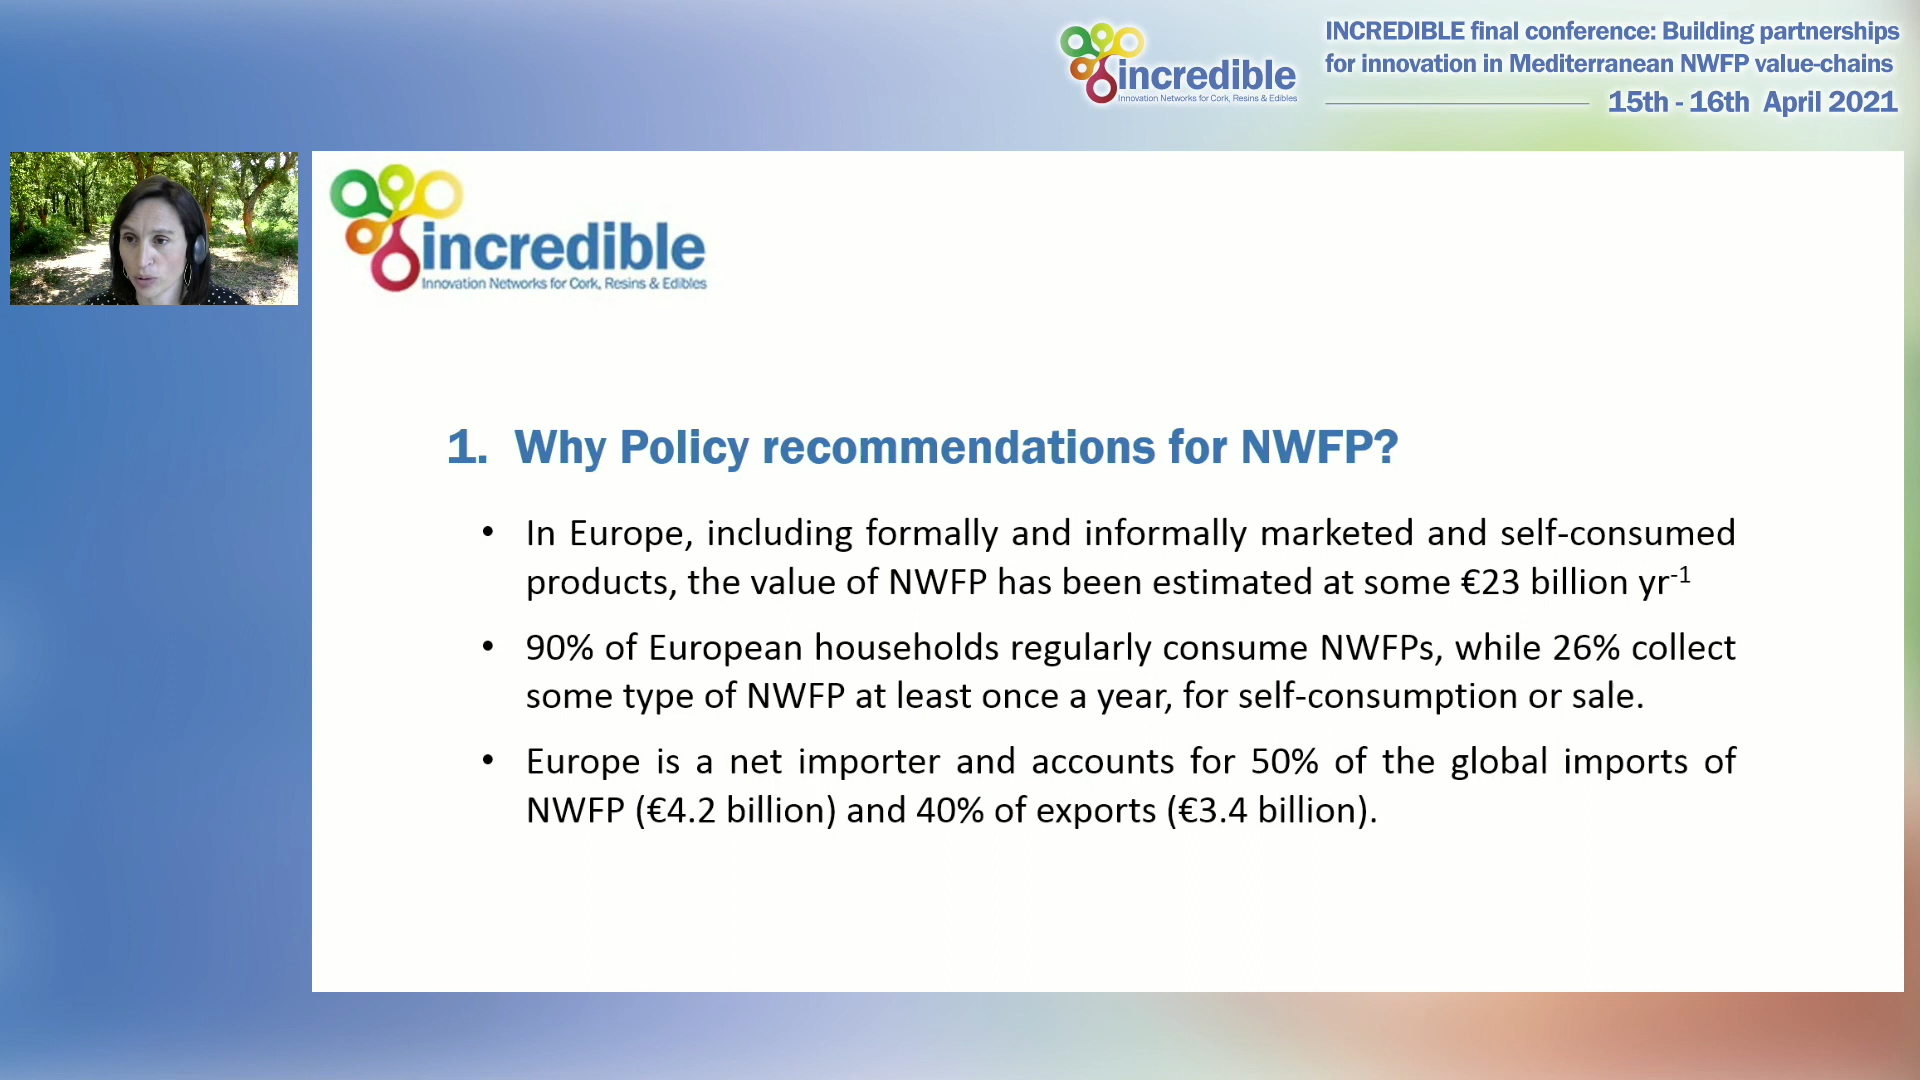 incredible
Innovation Networks for Cork, Resins & Edibles
INCREDIBLE final conference: Building partnerships
for innovation in Mediterranean NWFP value-chains
15th - 16th April 2021
incredible
Innovation Networks for Cork, Resins & Edibles
1. Why Policy recommendations for NWFP?
• In Europe, including formally and informally marketed and self-consumed
products, the value of NWFP has been estimated at some €23 billion yr-1
• 90% of European households regularly consume NWFPs, while 26% collect
some type of NWFP at least once a year, for self-consumption or sale.
• Europe is a net importer and accounts for 50% of the global imports of
NWFP (€4.2 billion) and 40% of exports (€3.4 billion).